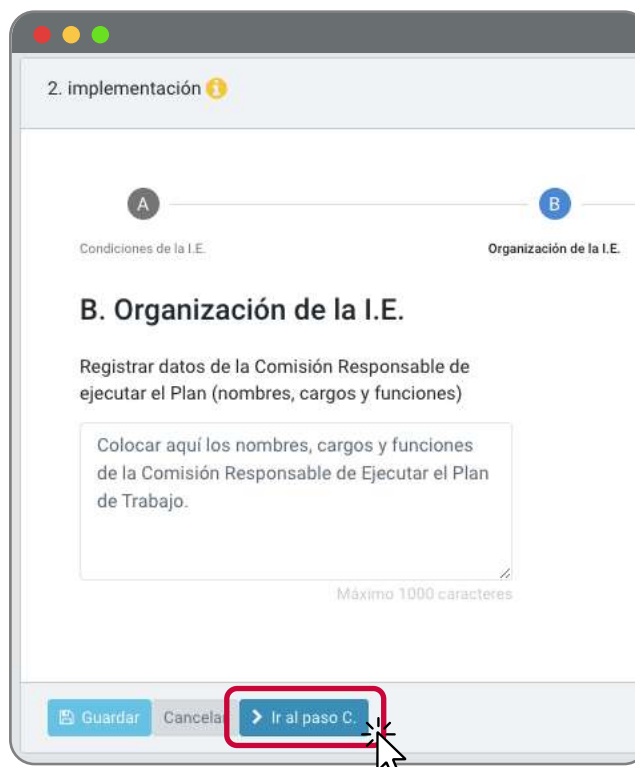 2. implementación
A
B
Condiciones de la I.E.
Organización de la I.E.
B. Organización de la I.E.
Registrar datos de la Comisión Responsable de
ejecutar el Plan (nombres, cargos y funciones)
Colocar aquí los nombres, cargos y funciones
de la Comisión Responsable de Ejecutar el Plan
de Trabajo.
Máximo 1000 caracteres
Guardar Cancelar Ir al paso C.